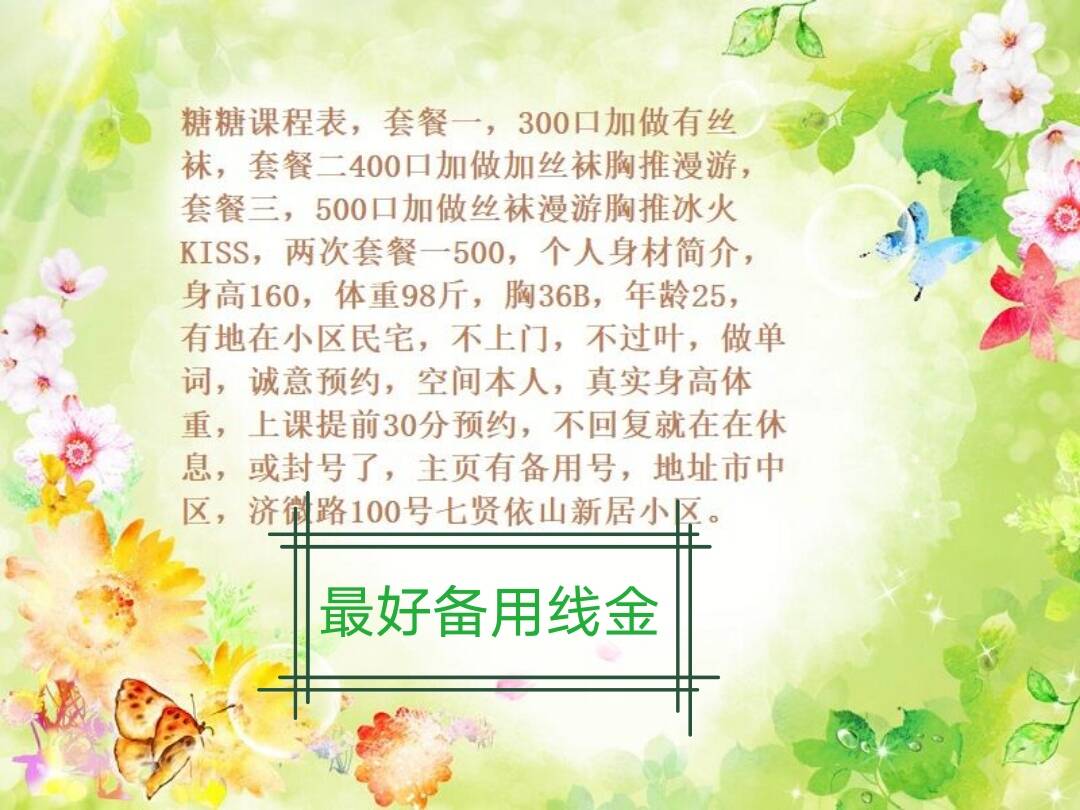 糖糖课程表，套餐一，300口加做有丝
袜，套餐二400口加做加丝袜胸推漫游，
套餐三，500口加做丝袜漫游胸推冰火
KISS，两次套餐一500，个人身材简介，
身高160，体重98斤，胸36B，年龄25，
有地在小区民宅，不上门，不过叶，做单
词，诚意预约，空间本人，真实身高体
重，上课提前30分预约，不回复就在在休
息，或封号了，主页有备用号，地址市中
区，济微路100号七贤依山新居小区。
最好备用线金